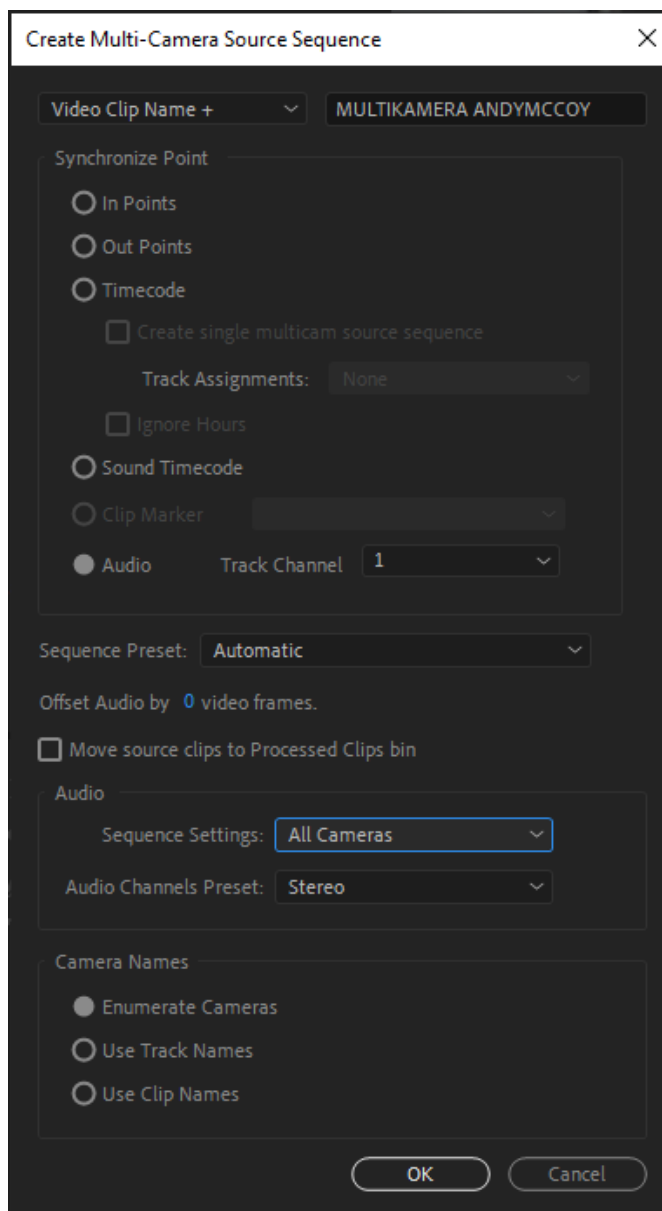 Create Multi-Camera Source Sequence
Video Clip Name + MULTIKAMERA ANDYMCCOY
Synchronize Point
In Points
Out Points
Timecode
Create single multicam source sequence
Track Assignments: None
Ignore Hours
Sound Timecode
Clip Marker
Audio Track Channel 1
Sequence Preset: Automatic
Offset Audio by 0 video frames.
Move source clips to Processed Clips bin
Audio
Sequence Settings: All Cameras
Audio Channels Preset: Stereo
Camera Names
Enumerate Cameras
Use Track Names
Use Clip Names
OK Cancel